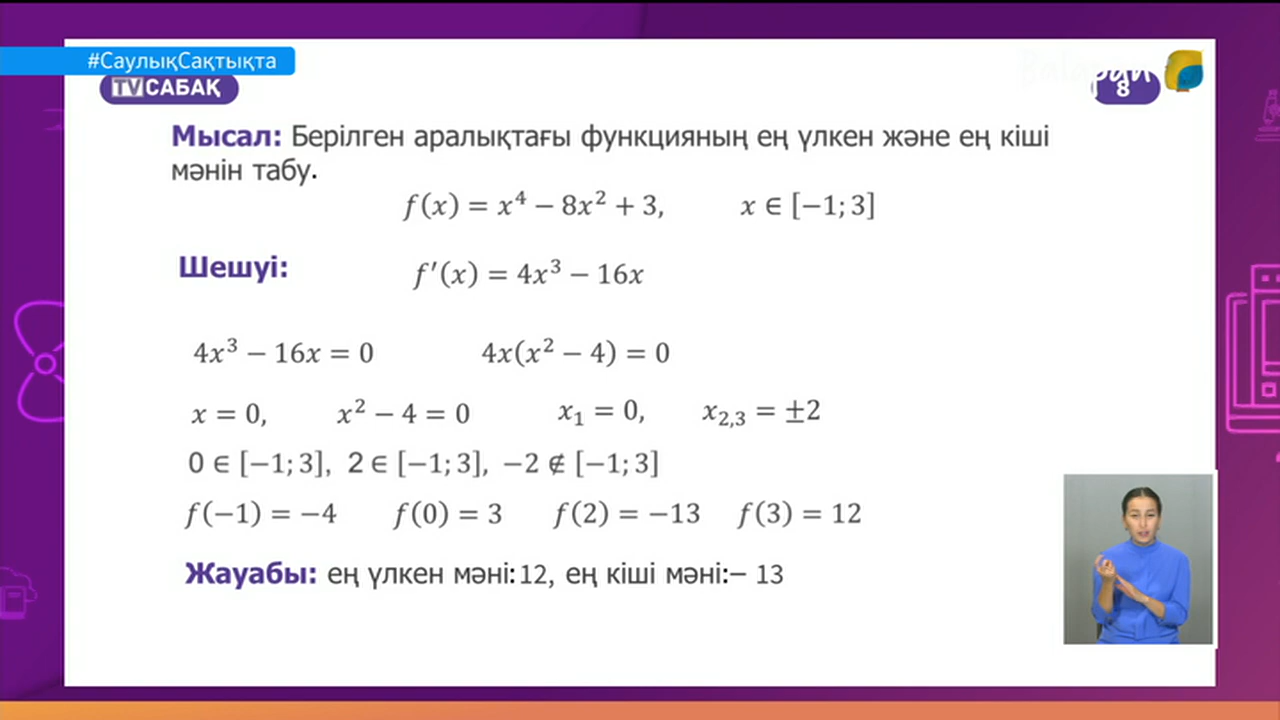 #СаулықСақтықта
TVСАБАҚ
Balapan
8
Мысал: Берілген аралықтағы функцияның ең үлкен және ең кіші
мәнін табу.
f(x) = x⁴ − 8x² + 3, x ∈ [−1; 3]
Шешуі: f′(x) = 4x³ − 16x
4x³ − 16x = 0 4x(x² − 4) = 0
x = 0, x² − 4 = 0 x₁ = 0, x₂,₃ = ±2
0 ∈ [−1; 3], 2 ∈ [−1; 3], −2 ∉ [−1; 3]
f(−1) = −4 f(0) = 3 f(2) = −13 f(3) = 12
Жауабы: ең үлкен мәні:12, ең кіші мәні:− 13